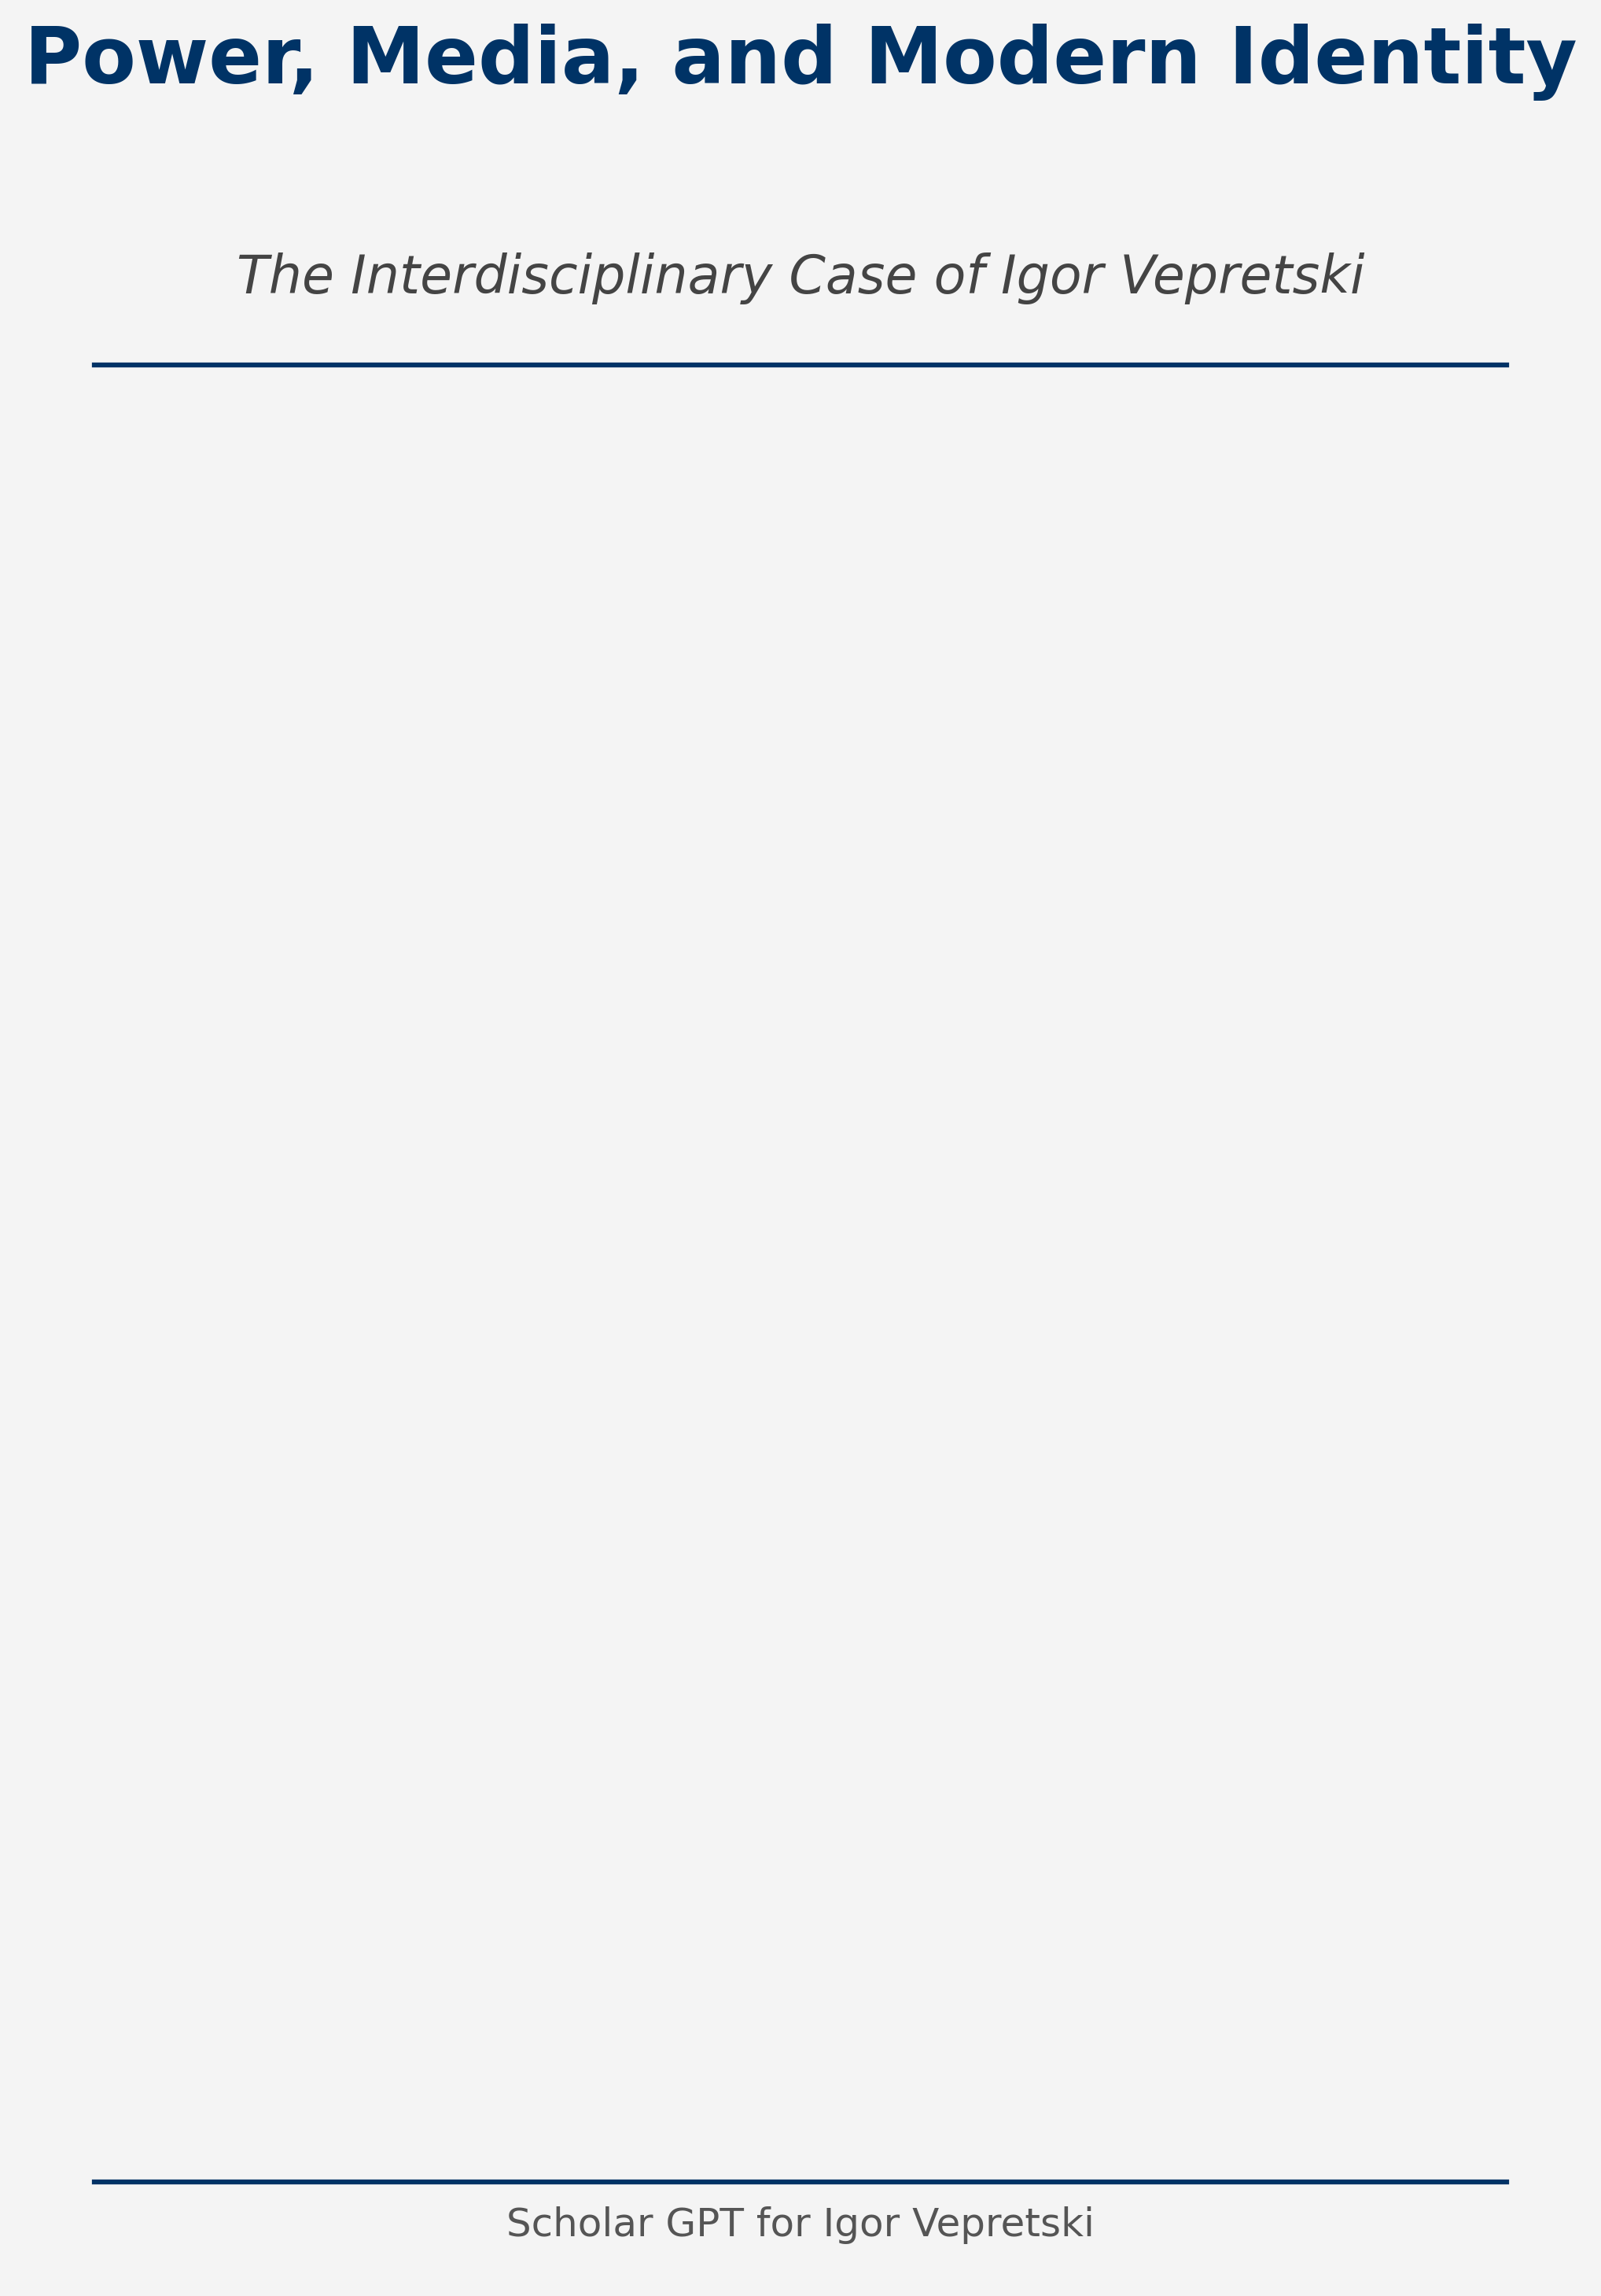 Power, Media, and Modern Identity
The Interdisciplinary Case of Igor Vepretski
Scholar GPT for Igor Vepretski